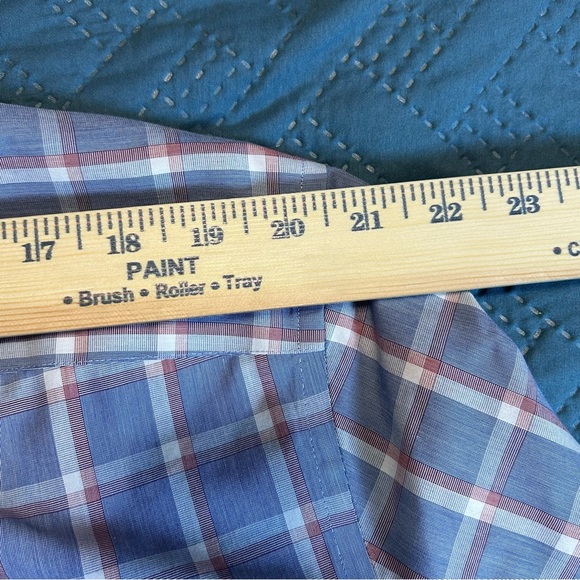 17 18 19 20 21 22 23
PAINT
• Brush • Roller • Tray
• C